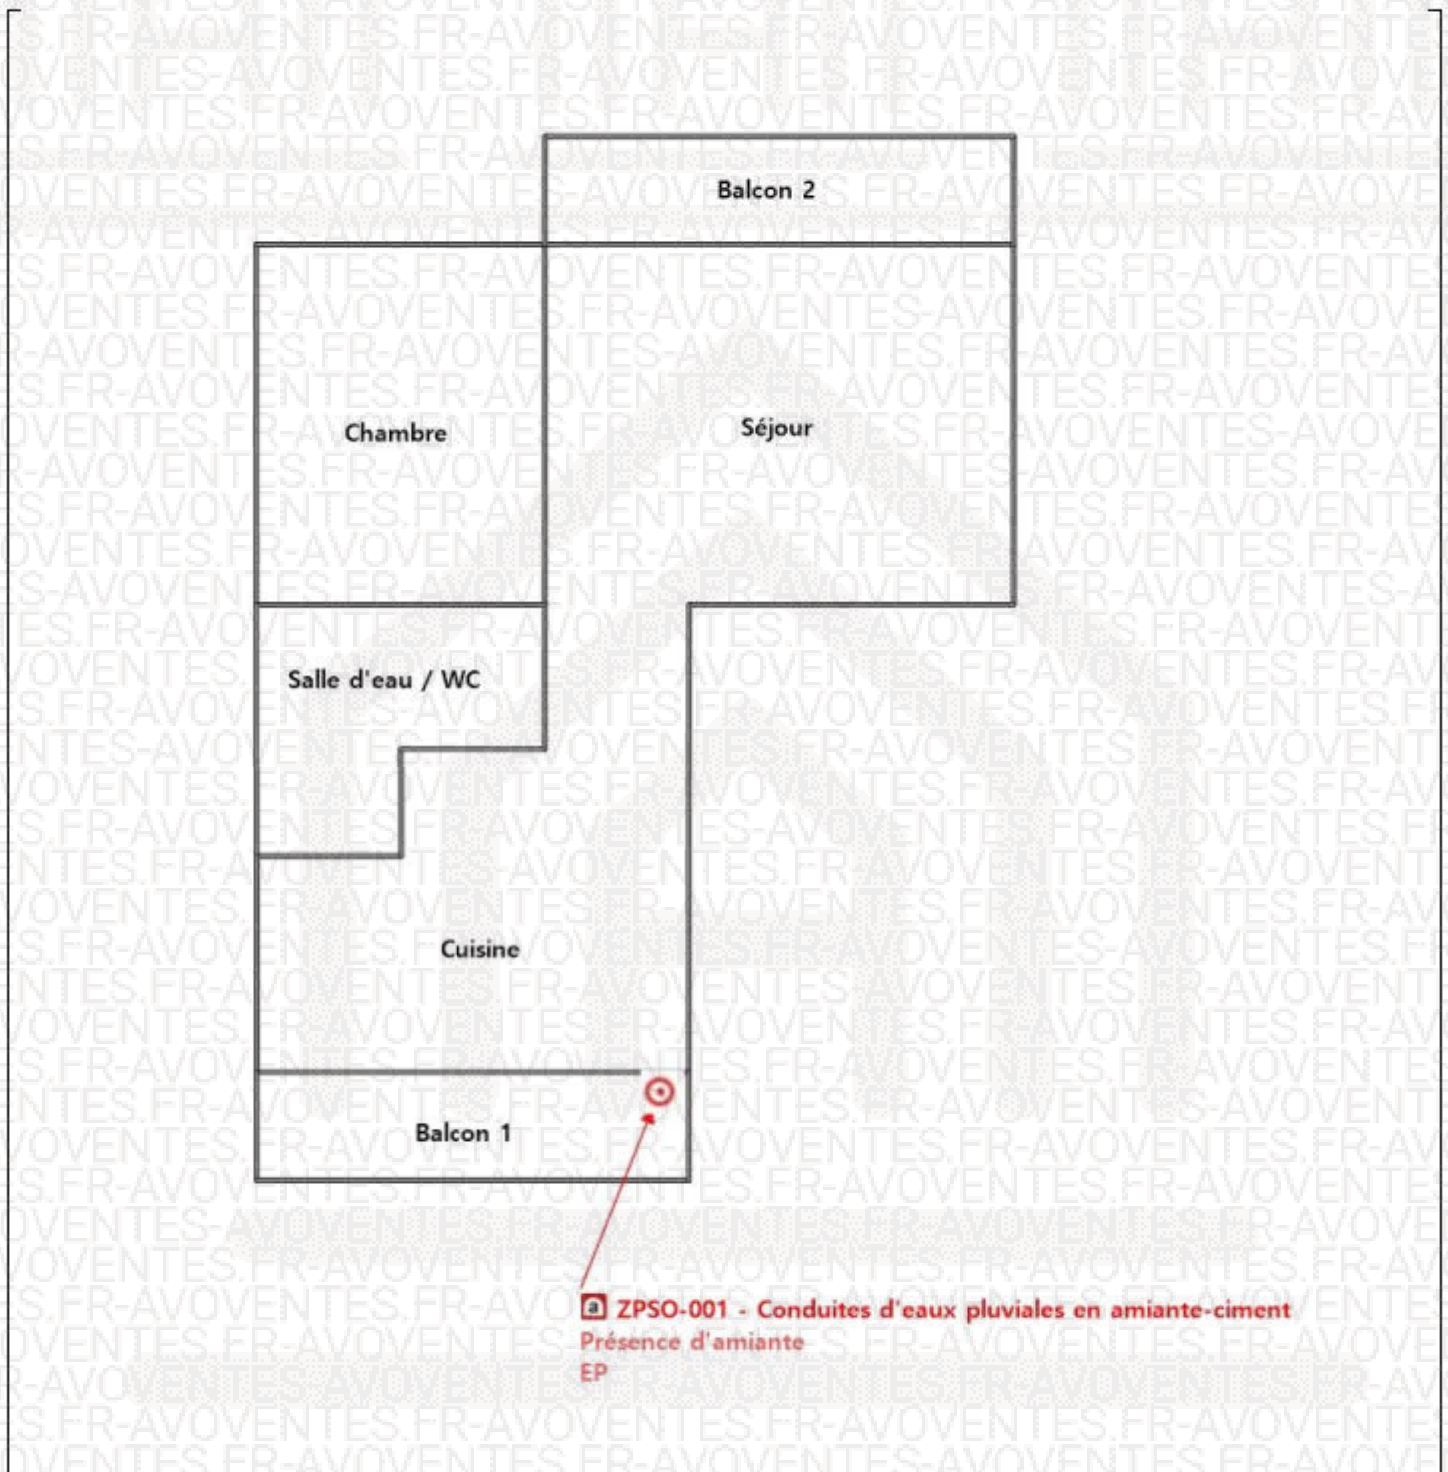 Balcon 2
Chambre
Séjour
Salle d'eau / WC
Cuisine
Balcon 1
a ZPSO-001 - Conduites d'eaux pluviales en amiante-ciment
Présence d'amiante
EP